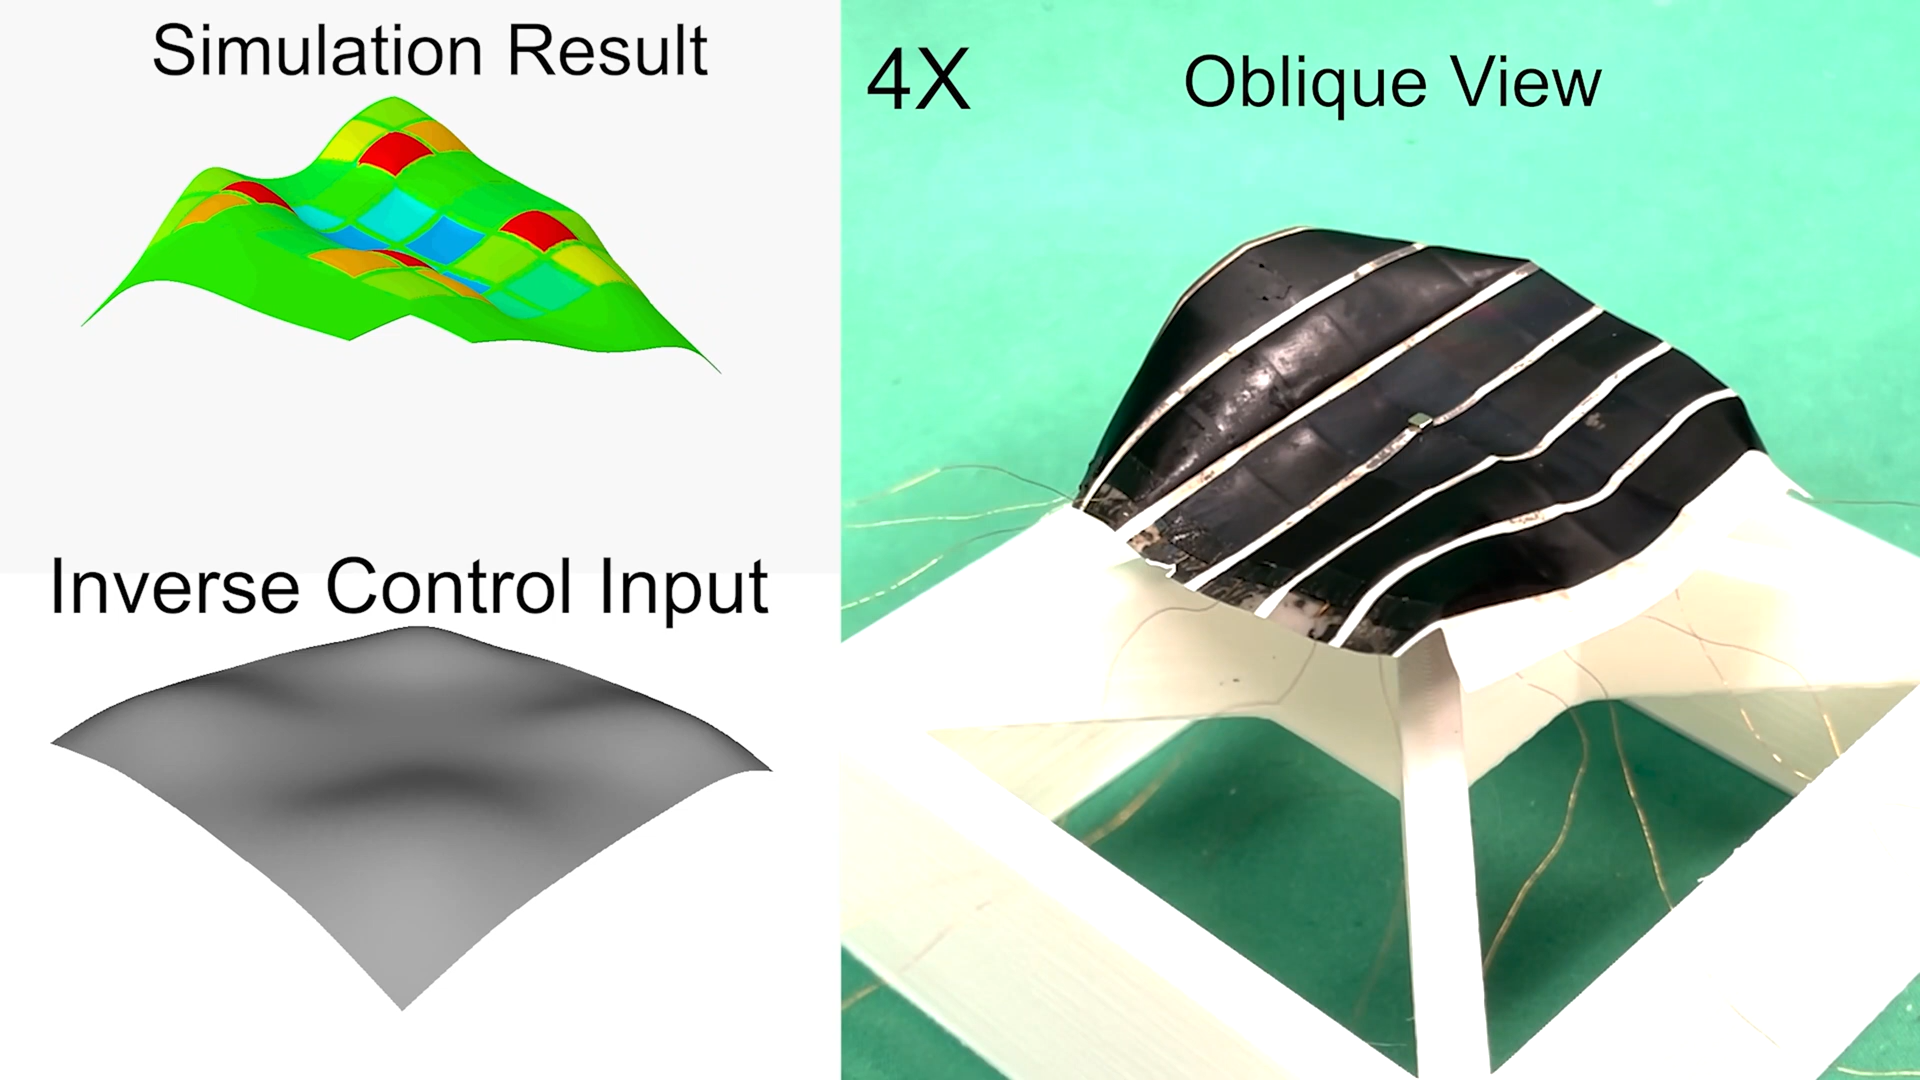 Simulation Result
4X
Oblique View
Inverse Control Input